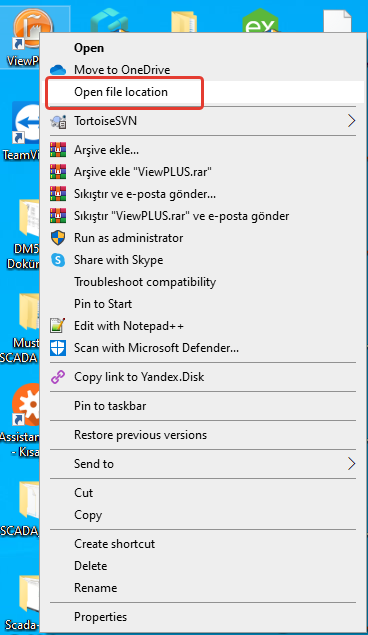 ViewP
Open
Move to OneDrive
Open file location
TortoiseSVN
TeamVi
Arşive ekle...
Arşive ekle "ViewPLUS.rar"
Sıkıştır ve e-posta gönder...
Sıkıştır "ViewPLUS.rar" ve e-posta gönder
Run as administrator
DM5
Share with Skype
Dokü
Troubleshoot compatibility
Pin to Start
Edit with Notepad++
Must
Scan with Microsoft Defender...
SCADA
Copy link to Yandex.Disk
Pin to taskbar
Assistan
Restore previous versions
- Kısa
Send to
Cut
Copy
SCADA
Create shortcut
Delete
Rename
Properties
Scada-
ex